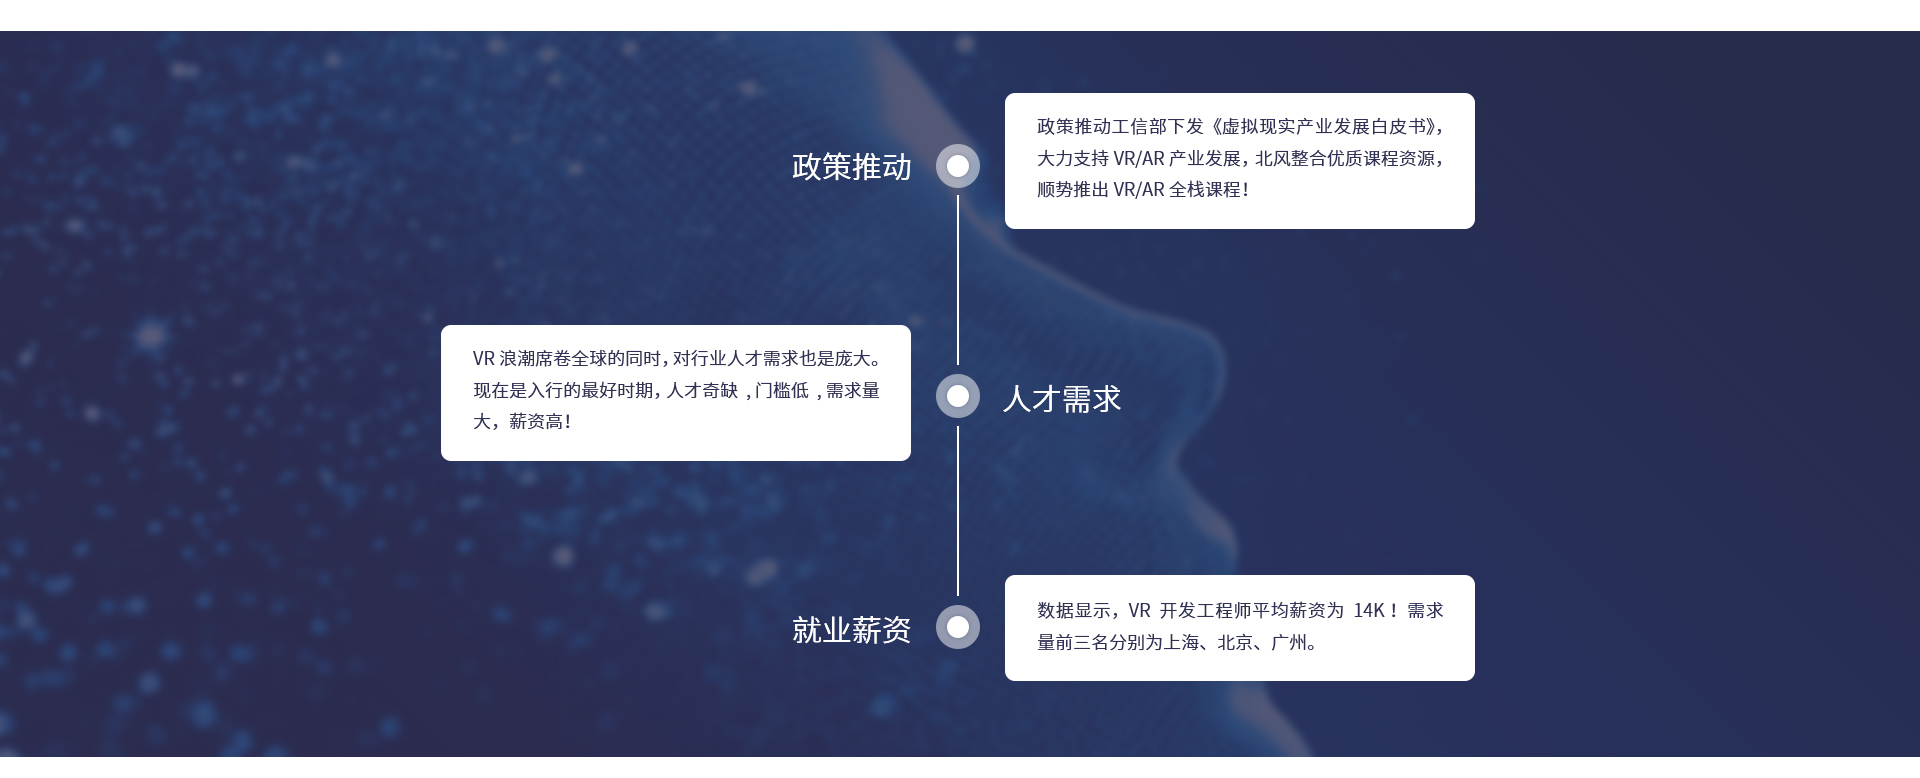 政策推动
政策推动工信部下发《虚拟现实产业发展白皮书》，
大力支持 VR/AR 产业发展，北风整合优质课程资源，
顺势推出 VR/AR 全栈课程！
VR 浪潮席卷全球的同时，对行业人才需求也是庞大。
现在是入行的最好时期，人才奇缺 ，门槛低 ，需求量
大，薪资高！
人才需求
就业薪资
数据显示，VR 开发工程师平均薪资为 14K ！需求
量前三名分别为上海、北京、广州。